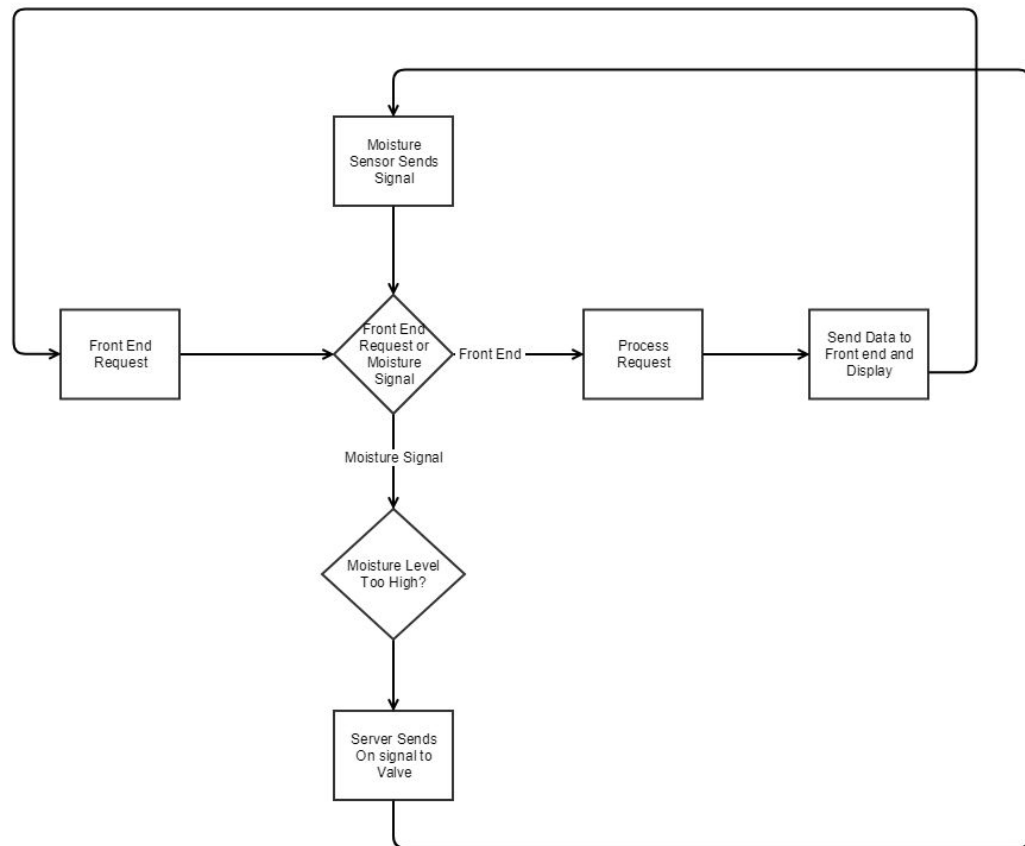 Moisture
Sensor Sends
Signal
Front End
Request
Front End
Request or
Moisture
Signal
Front End
Process
Request
Send Data to
Front end and
Display
Moisture Signal
Moisture Level
Too High?
Server Sends
On signal to
Valve